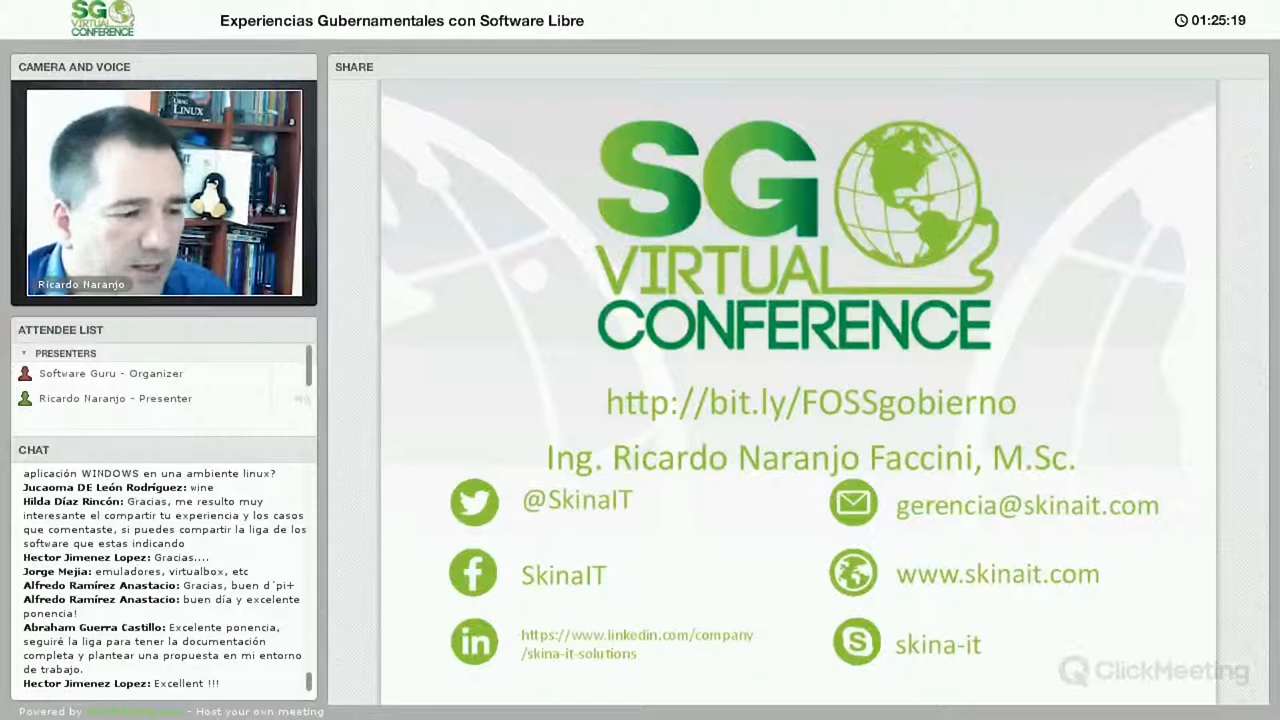 SG
VIRTUAL
CONFERENCE
Experiencias Gubernamentales con Software Libre
01:25:19
CAMERA AND VOICE
LINUX
Ricardo Naranjo
ATTENDEE LIST
PRESENTERS
Software Guru - Organizer
Ricardo Naranjo - Presenter
CHAT
aplicación WINDOWS en una ambiente linux?
Jucaoma DE León Rodríguez: wine
Hilda Díaz Rincón: Gracias, me resulto muy
interesante el compartir tu experiencia y los casos
que comentaste, si puedes compartir la liga de los
software que estas indicando
Hector Jimenez Lopez: Gracias....
Jorge Mejia: emuladores, virtualbox, etc
Alfredo Ramírez Anastacio: Gracias, buen d´pi+
Alfredo Ramírez Anastacio: buen día y excelente
ponencia!
Abraham Guerra Castillo: Excelente ponencia,
seguiré la liga para tener la documentación
completa y plantear una propuesta en mi entorno
de trabajo.
Hector Jimenez Lopez: Excellent !!!
Powered by - Host your own meeting
SHARE
SG
VIRTUAL
CONFERENCE
http://bit.ly/FOSSgobierno
Ing. Ricardo Naranjo Faccini, M.Sc.
@SkinaIT
gerencia@skinait.com
SkinaIT
www.skinait.com
https://www.linkedin.com/company
/skina-it-solutions
skina-it
ClickMeeting